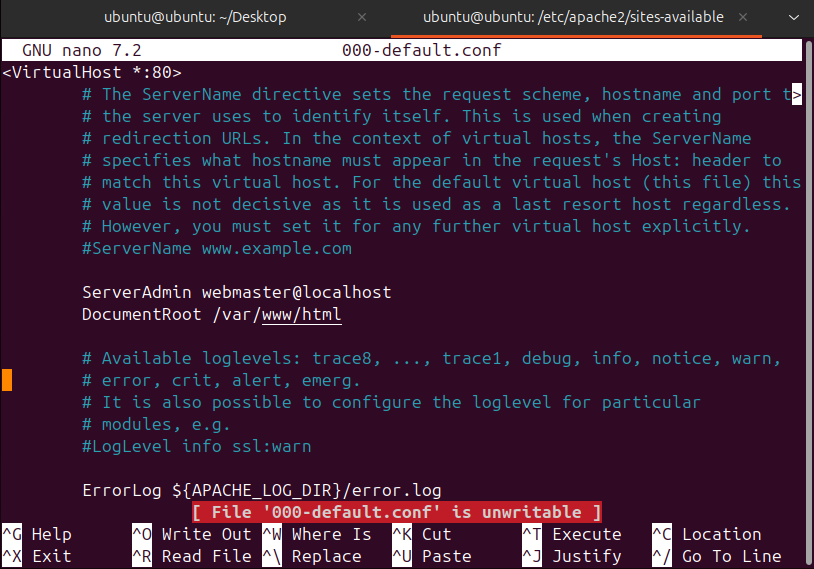 ubuntu@ubuntu: ~/Desktop × ubuntu@ubuntu: /etc/apache2/sites-available ×
GNU nano 7.2 000-default.conf
<VirtualHost *:80>
# The ServerName directive sets the request scheme, hostname and port t>
# the server uses to identify itself. This is used when creating
# redirection URLs. In the context of virtual hosts, the ServerName
# specifies what hostname must appear in the request's Host: header to
# match this virtual host. For the default virtual host (this file) this
# value is not decisive as it is used as a last resort host regardless.
# However, you must set it for any further virtual host explicitly.
#ServerName www.example.com
ServerAdmin webmaster@localhost
DocumentRoot /var/www/html
# Available loglevels: trace8, ..., trace1, debug, info, notice, warn,
# error, crit, alert, emerg.
# It is also possible to configure the loglevel for particular
# modules, e.g.
#LogLevel info ssl:warn
ErrorLog ${APACHE_LOG_DIR}/error.log
[ File '000-default.conf' is unwritable ]
^G Help ^O Write Out ^W Where Is ^K Cut ^T Execute ^C Location
^X Exit ^R Read File ^\ Replace ^U Paste ^J Justify ^/ Go To Line